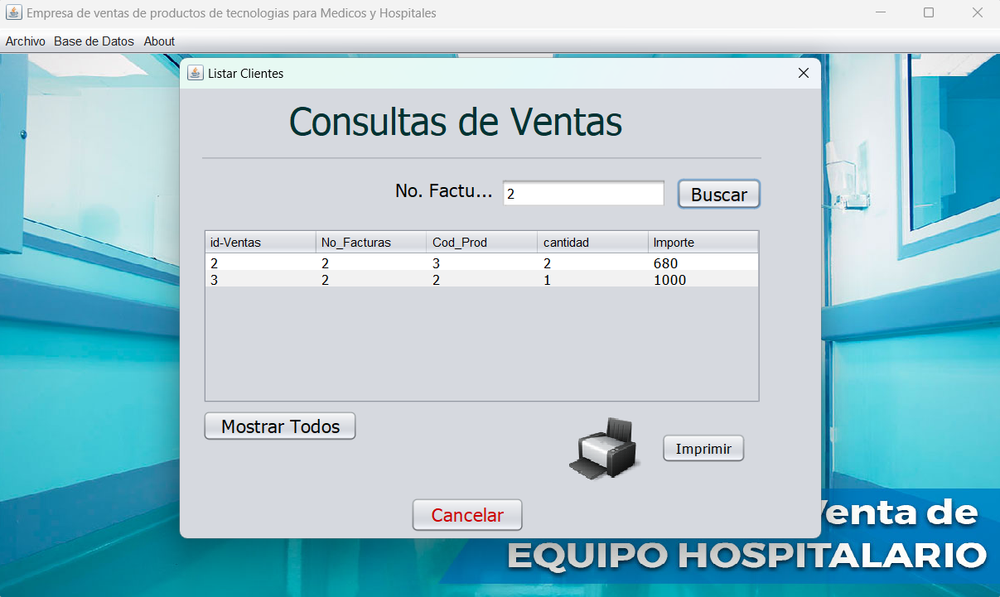 Empresa de ventas de productos de tecnologias para Medicos y Hospitales
Archivo Base de Datos About
Listar Clientes
Consultas de Ventas
No. Factu... 2 Buscar
id-Ventas No_Facturas Cod_Prod cantidad Importe
2 2 3 2 680
3 2 2 1 1000
Mostrar Todos
Imprimir
Cancelar
Venta de
EQUIPO HOSPITALARIO